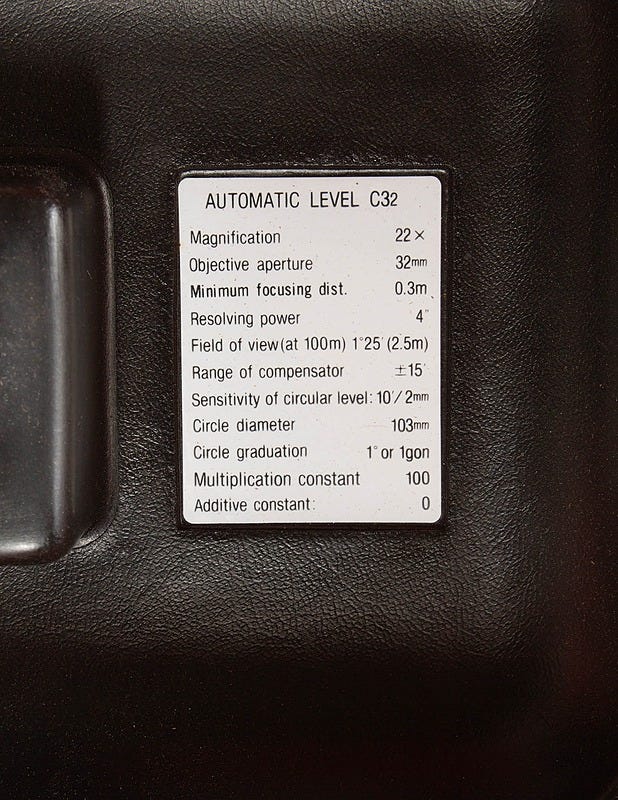 AUTOMATIC LEVEL C32
Magnification 22×
Objective aperture 32mm
Minimum focusing dist. 0.3m
Resolving power 4"
Field of view(at 100m) 1°25' (2.5m)
Range of compensator ±15'
Sensitivity of circular level: 10'/2mm
Circle diameter 103mm
Circle graduation 1° or 1gon
Multiplication constant 100
Additive constant: 0